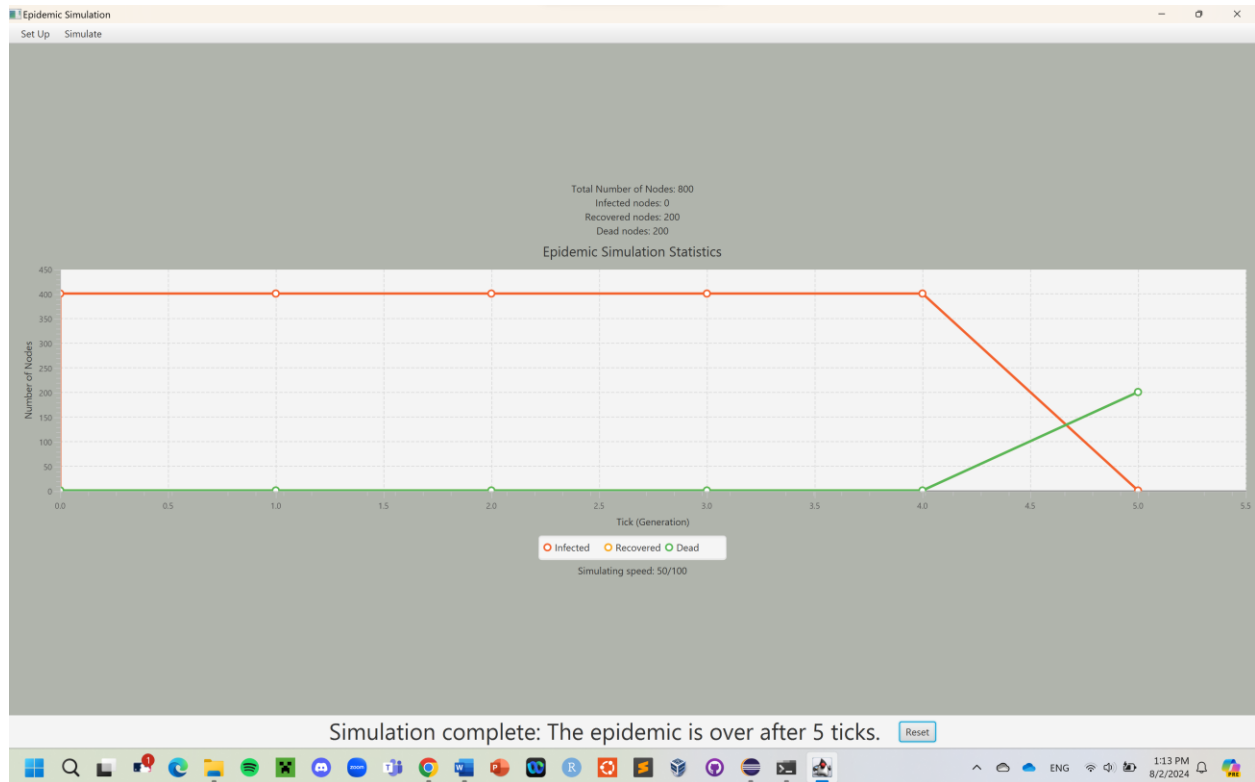 Epidemic Simulation
Set Up Simulate
Total Number of Nodes: 800
Infected nodes: 0
Recovered nodes: 200
Dead nodes: 200
Epidemic Simulation Statistics
450
400
350
300
250
200
150
100
50
0
Number of Nodes
0.0 0.5 1.0 1.5 2.0 2.5 3.0 3.5 4.0 4.5 5.0 5.5
Tick (Generation)
Infected Recovered Dead
Simulating speed: 50/100
Simulation complete: The epidemic is over after 5 ticks. Reset
1
zoom
W
P
R
S
ENG
1:13 PM
8/2/2024
PRE